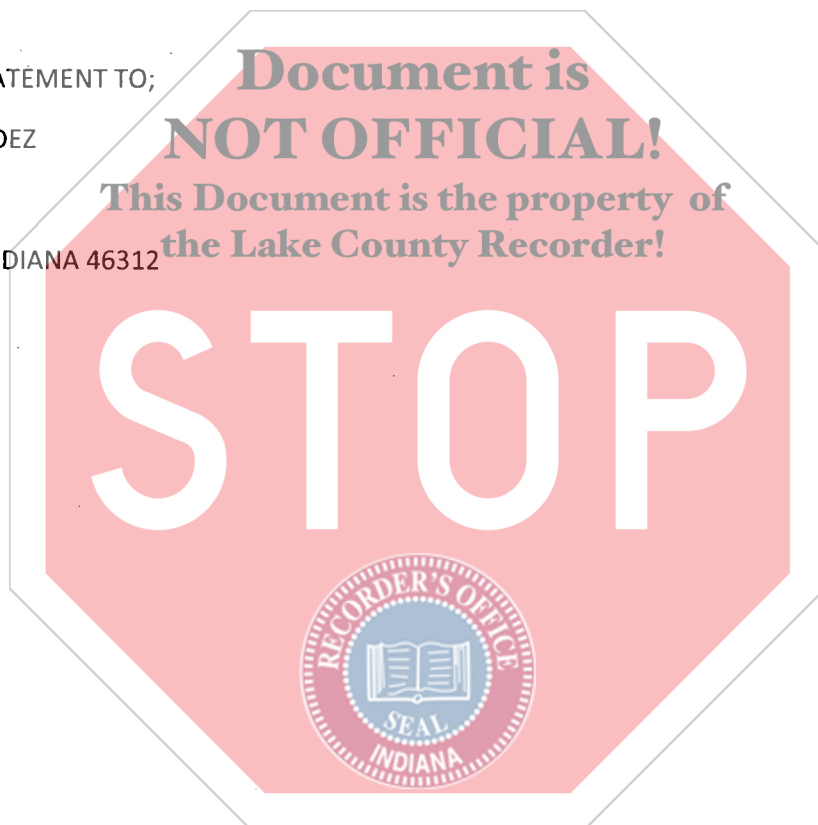 ATEMENT TO;
Document is
DEZ
NOT OFFICIAL!
This Document is the property of
the Lake County Recorder!
DIANA 46312
STOP
RECORDER'S OFFICE
SEAL
INDIANA